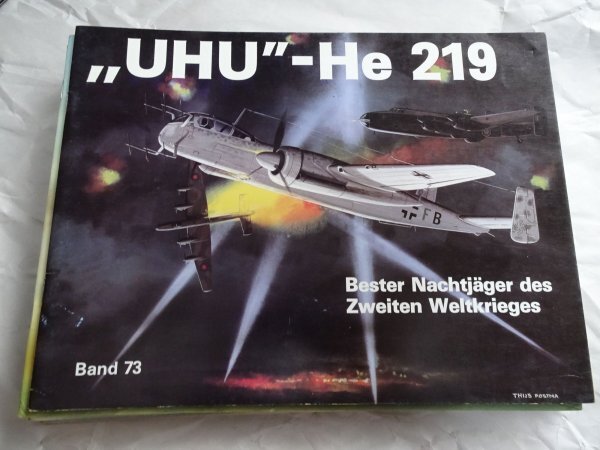 „UHU”-He 219
FB
Bester Nachtjäger des
Zweiten Weltkrieges
Band 73
THIJS POSTMA